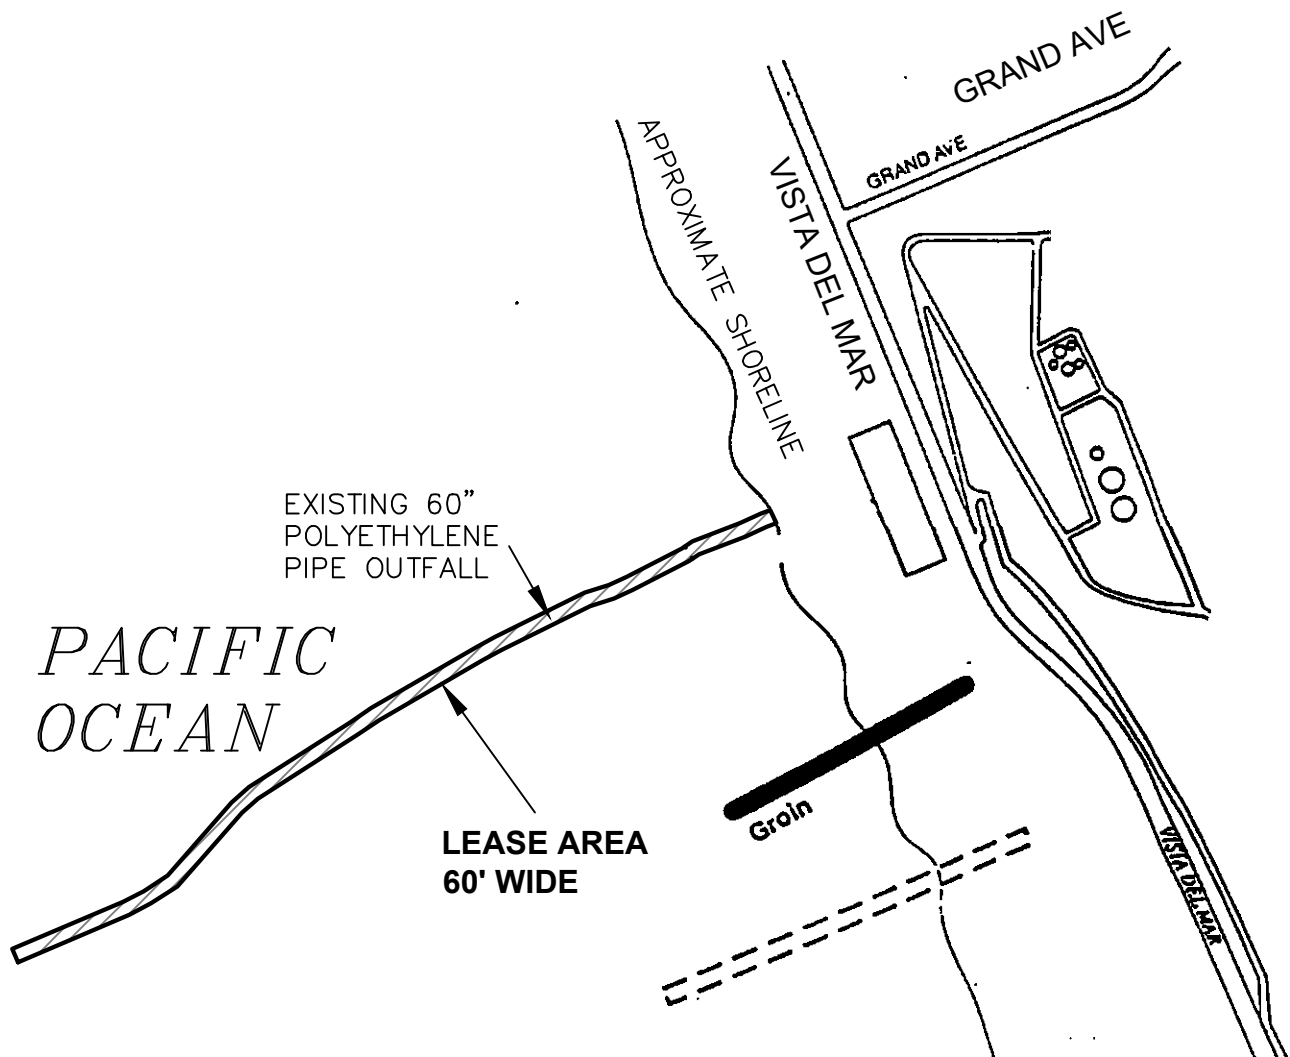 GRAND AVE
GRAND AVE
VISTA DEL MAR
APPROXIMATE SHORELINE
EXISTING 60”
POLYETHYLENE
PIPE OUTFALL
PACIFIC
OCEAN
LEASE AREA
60' WIDE
Groin
VISTA DEL MAR